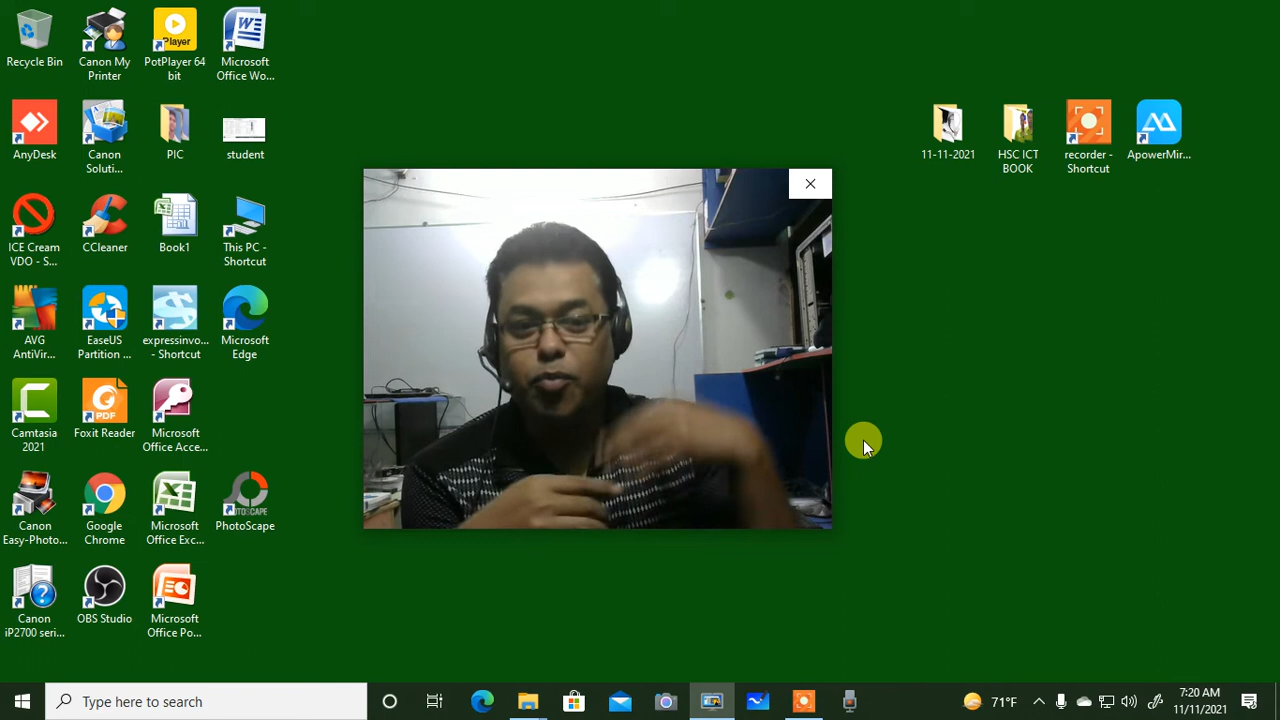 Recycle Bin
Canon My
Printer
PotPlayer 64
bit
Player
Microsoft
Office Wo...
AnyDesk
Canon
Soluti...
PIC
student
11-11-2021
HSC ICT
BOOK
recorder -
Shortcut
ApowerMir...
ICE Cream
VDO - S...
CCleaner
Book1
This PC -
Shortcut
AVG
AntiVir...
EaseUS
Partition ...
expressinvo...
- Shortcut
Microsoft
Edge
Camtasia
2021
PDF
Foxit Reader
Microsoft
Office Acce...
Canon
Easy-Photo...
Google
Chrome
Microsoft
Office Exc...
PhotoScape
Canon
iP2700 seri...
OBS Studio
Microsoft
Office Po...
Type here to search
71°F
7:20 AM
11/11/2021